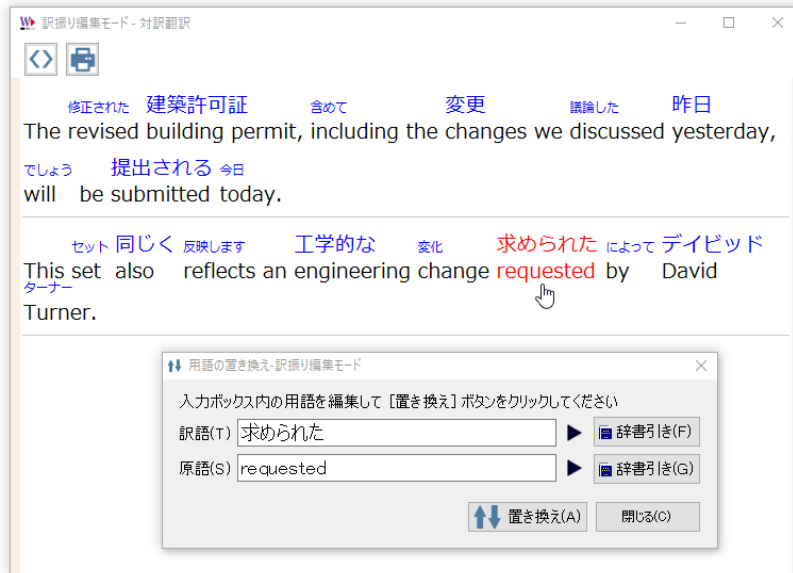 訳振り編集モード - 対訳翻訳
修正された 建築許可証 含めて 変更 議論した 昨日
The revised building permit, including the changes we discussed yesterday,
でしょう 提出される 今日
will be submitted today.
セット 同じく 反映します 工学的な 変化 求められた によって デイビッド
This set also reflects an engineering change requested by David
ターナー
Turner.
用語の置き換え-訳振り編集モード
入力ボックス内の用語を編集して [置き換え] ボタンをクリックしてください
訳語(T) 求められた 辞書引き(F)
原語(S) requested 辞書引き(G)
置き換え(A) 閉じる(C)